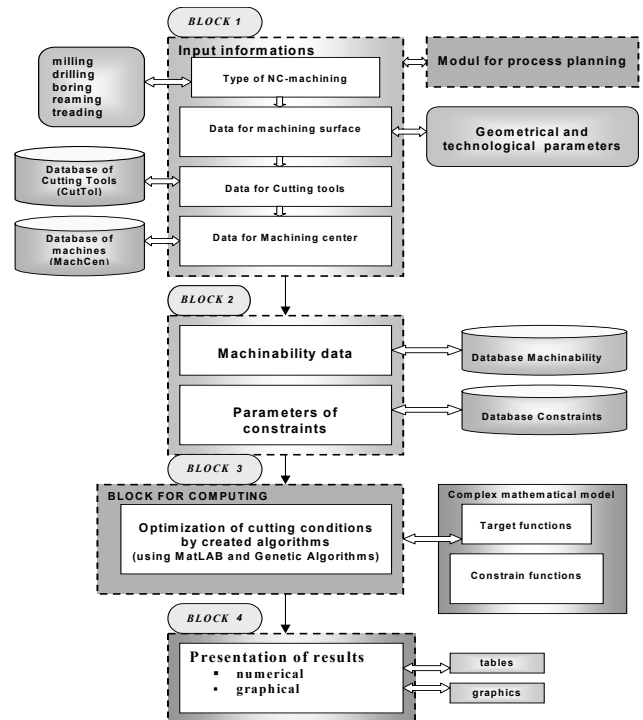 BLOCK 1
Input informations
milling
drilling
boring
reaming
treading
Type of NC-machining
Modul for process planning
Data for machining surface
Geometrical and
technological parameters
Database of
Cutting Tools
(CutTol)
Data for Cutting tools
Database of
machines
(MachCen)
Data for Machining center
BLOCK 2
Machinability data
Database Machinability
Parameters of
constraints
Database Constraints
BLOCK 3
BLOCK FOR COMPUTING
Optimization of cutting conditions
by created algorithms
(using MatLAB and Genetic Algorithms)
Complex mathematical model
Target functions
Constrain functions
BLOCK 4
Presentation of results
▪ numerical
▪ graphical
tables
graphics